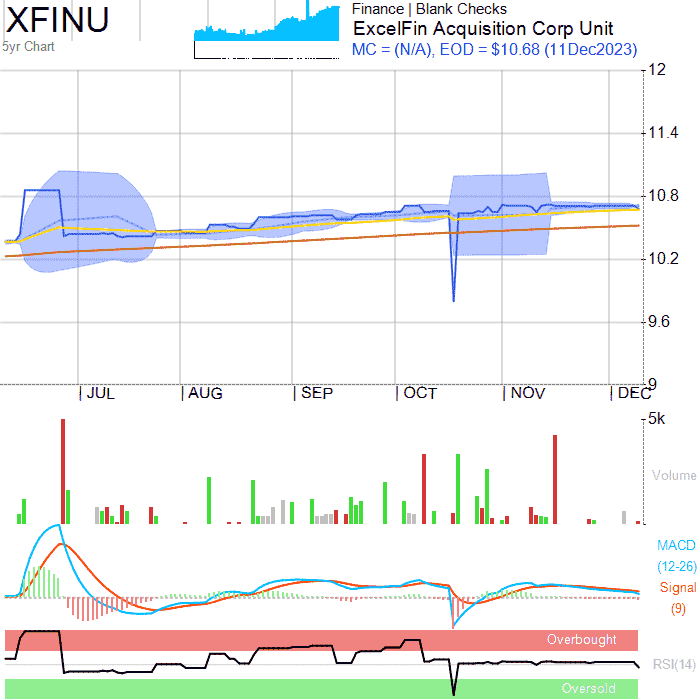 XFINU
5yr Chart
Finance | Blank Checks
ExcelFin Acquisition Corp Unit
MC = (N/A), EOD = $10.68 (11Dec2023)
12
11.4
10.8
10.2
9.6
9
| JUL | AUG | SEP | OCT | NOV | DEC
5k
Volume
MACD
(12-26)
Signal
(9)
Overbought
RSI(14)
Oversold